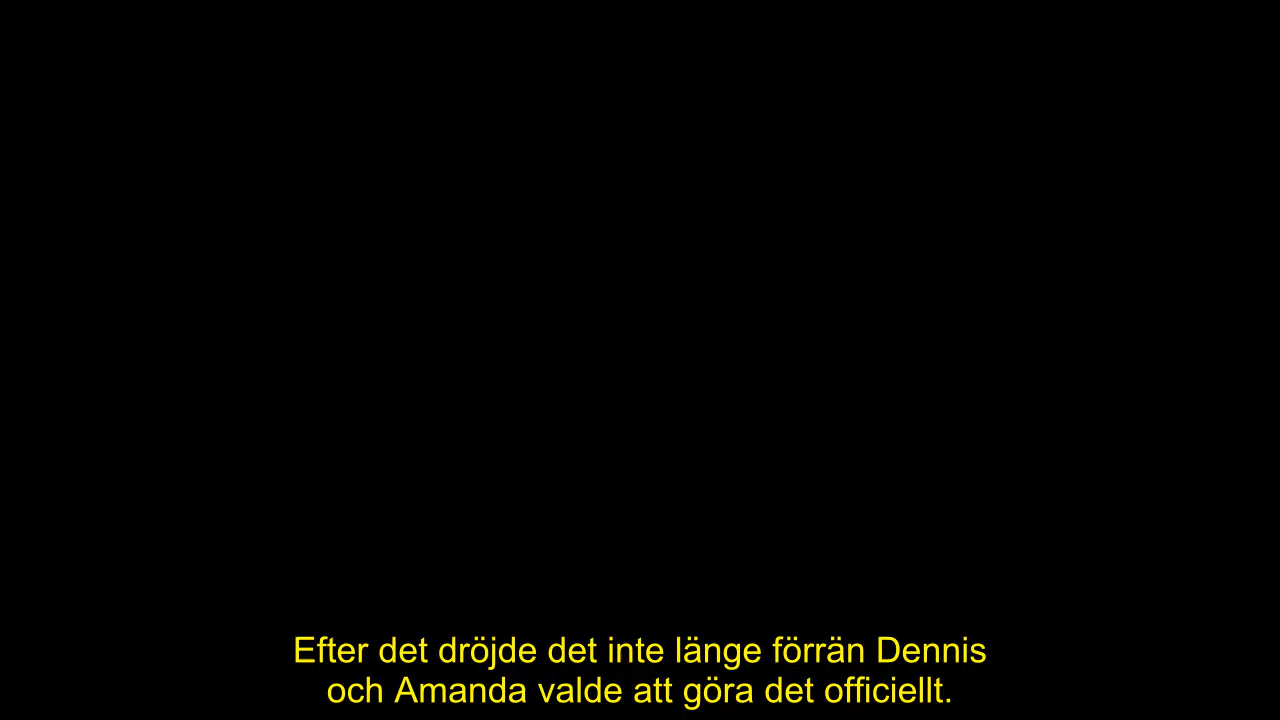 Efter det dröjde det inte länge förrän Dennis
och Amanda valde att göra det officiellt.